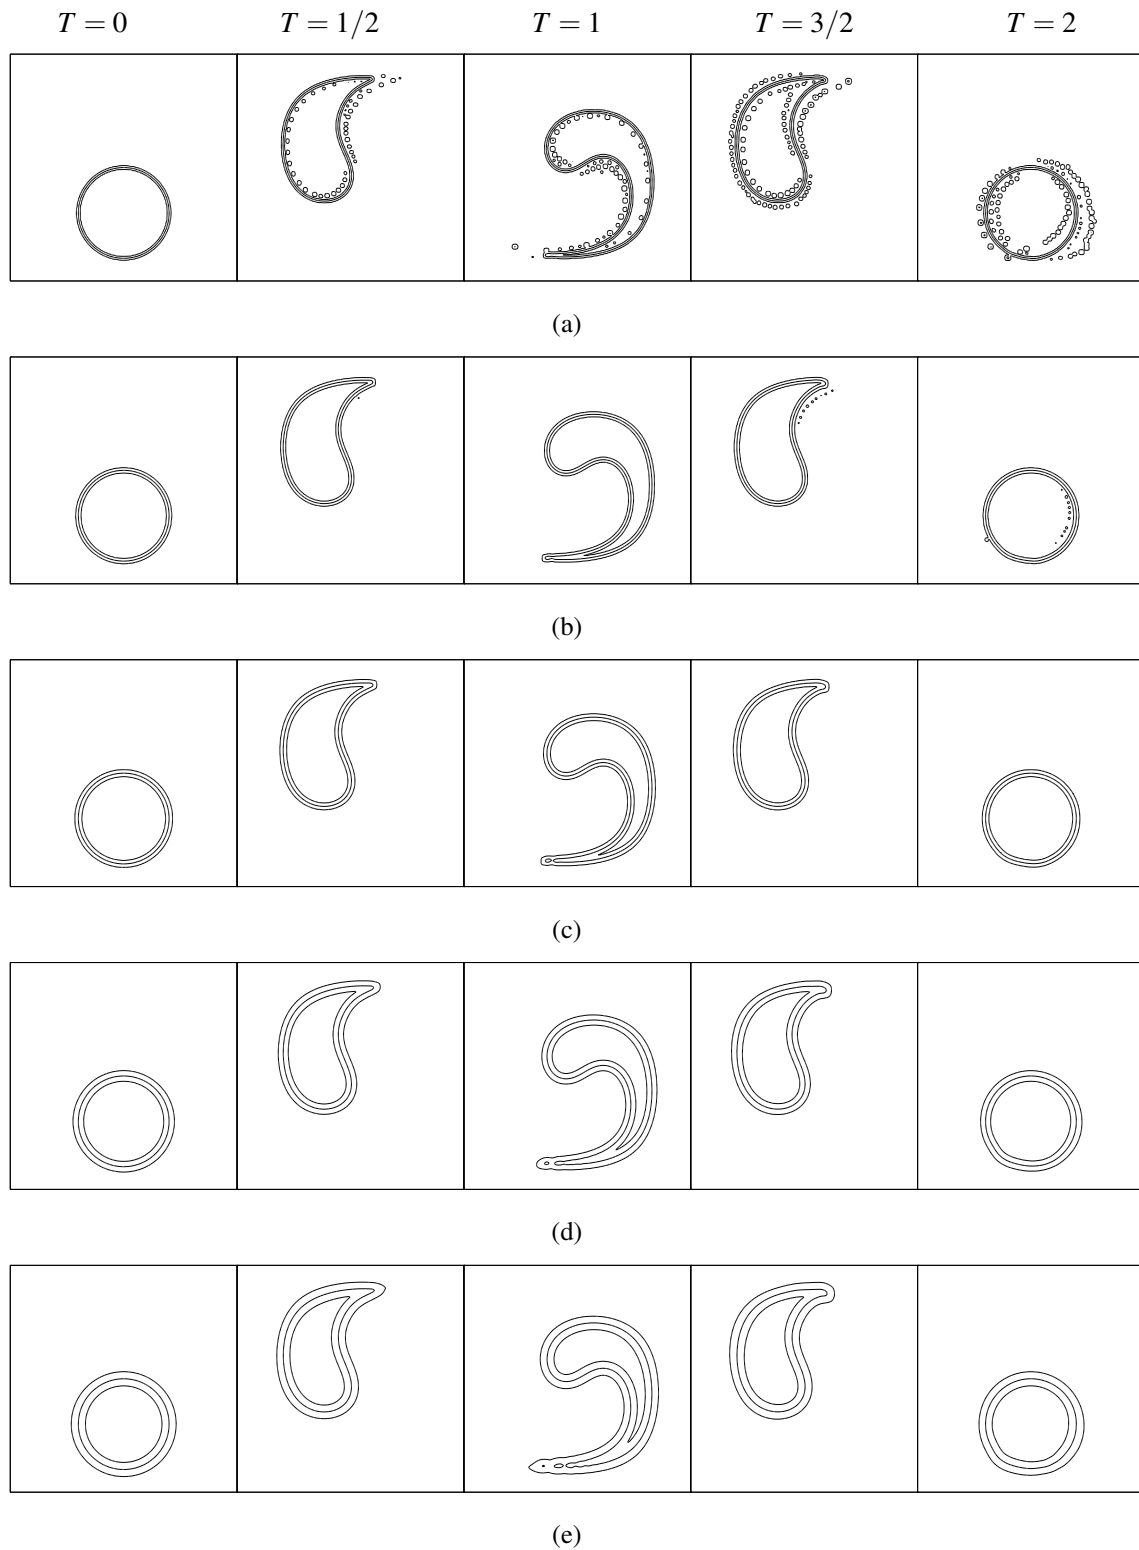 T = 0 T = 1/2 T = 1 T = 3/2 T = 2
(a)
(b)
(c)
(d)
(e)